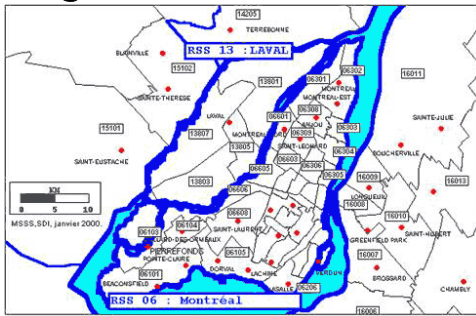 14205
TERREBONNE
BLAINVILLE
RSS 13 :LAVAL
15102
13801
06301
06302
16011
MONTREAL
SAINTE-THERESE
MONTREAL-EST
06308
06601
LAVAL
ANJOU
SAINTE-JULIE
15101
13807
MONTREAL-NORD
06309
06303
SAINT-LEONARD
13805
06304
BOUCHERVILLE
SAINT-EUSTACHE
06603
06306
06605
06305
13803
06606
16009
16013
KM
LONGUEUIL
0 5 10
16008
MSSS,SDI, janvier 2000.
06608
06104
06103
SAINT-LAURENT
16010
SAINT-HUBERT
GREENFIELD PARK
PIERREFONDS
06105
POINTE-CLAIRE
16007
DORVAL
LACHINE
VERDUN
06101
BROSSARD
CHAMBLY
BEACONSFIELD
06206
RSS 06 : Montréal
16006